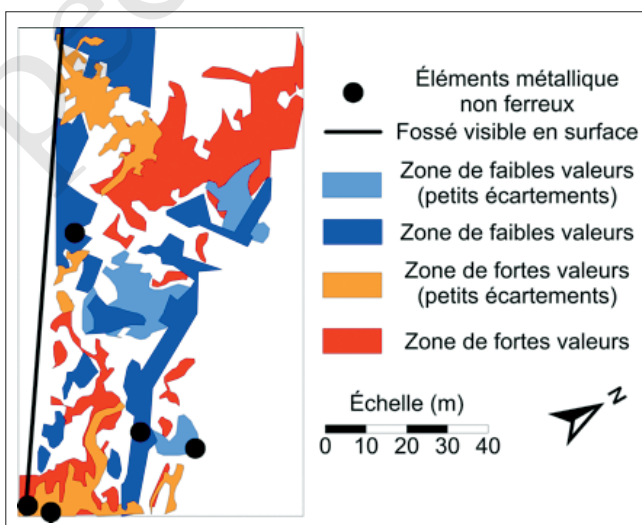 Éléments métallique
non ferreux
Fossé visible en surface
Zone de faibles valeurs
(petits écartements)
Zone de faibles valeurs
Zone de fortes valeurs
(petits écartements)
Zone de fortes valeurs
Échelle (m)
N
0 10 20 30 40